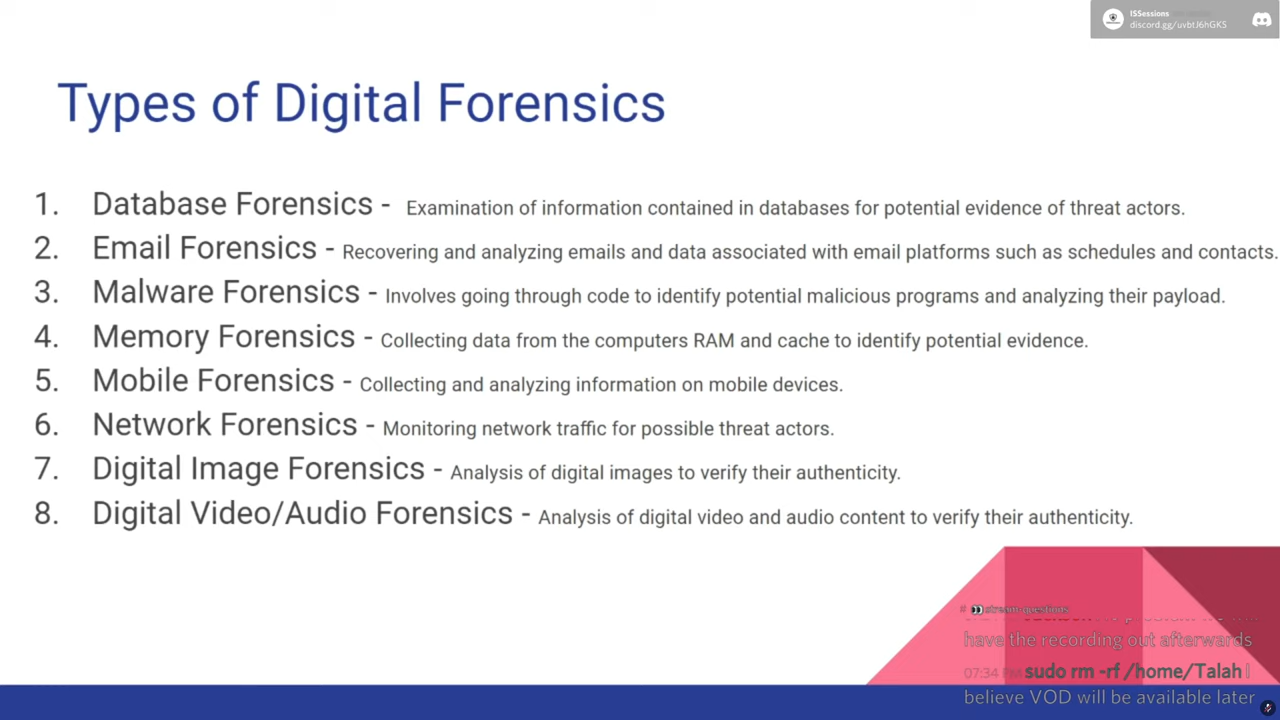 ISSessions
discord.gg/uvbtJ6hGKS
Types of Digital Forensics
1. Database Forensics - Examination of information contained in databases for potential evidence of threat actors.
2. Email Forensics - Recovering and analyzing emails and data associated with email platforms such as schedules and contacts.
3. Malware Forensics - Involves going through code to identify potential malicious programs and analyzing their payload.
4. Memory Forensics - Collecting data from the computers RAM and cache to identify potential evidence.
5. Mobile Forensics - Collecting and analyzing information on mobile devices.
6. Network Forensics - Monitoring network traffic for possible threat actors.
7. Digital Image Forensics - Analysis of digital images to verify their authenticity.
8. Digital Video/Audio Forensics - Analysis of digital video and audio content to verify their authenticity.
# 👀stream-questions
have the recording out afterwards
07:34 PM sudo rm -rf /home/Talah I
believe VOD will be available later